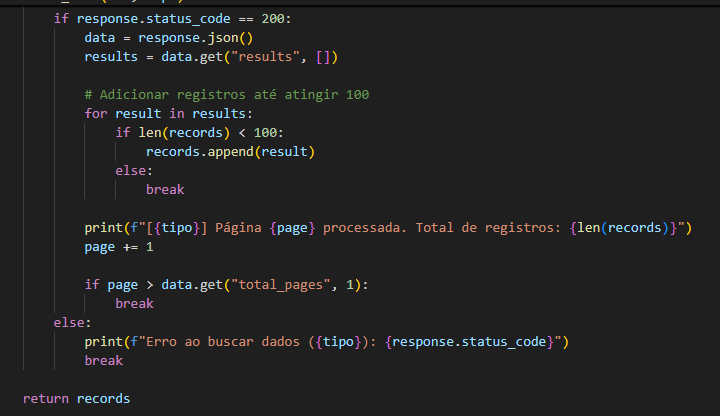 if response.status_code == 200:
data = response.json()
results = data.get("results", [])
# Adicionar registros até atingir 100
for result in results:
if len(records) < 100:
records.append(result)
else:
break
print(f"[{tipo}] Página {page} processada. Total de registros: {len(records)}")
page += 1
if page > data.get("total_pages", 1):
break
else:
print(f"Erro ao buscar dados ({tipo}): {response.status_code}")
break
return records